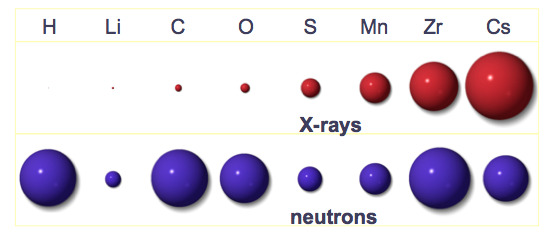 H Li C O S Mn Zr Cs
X-rays
neutrons